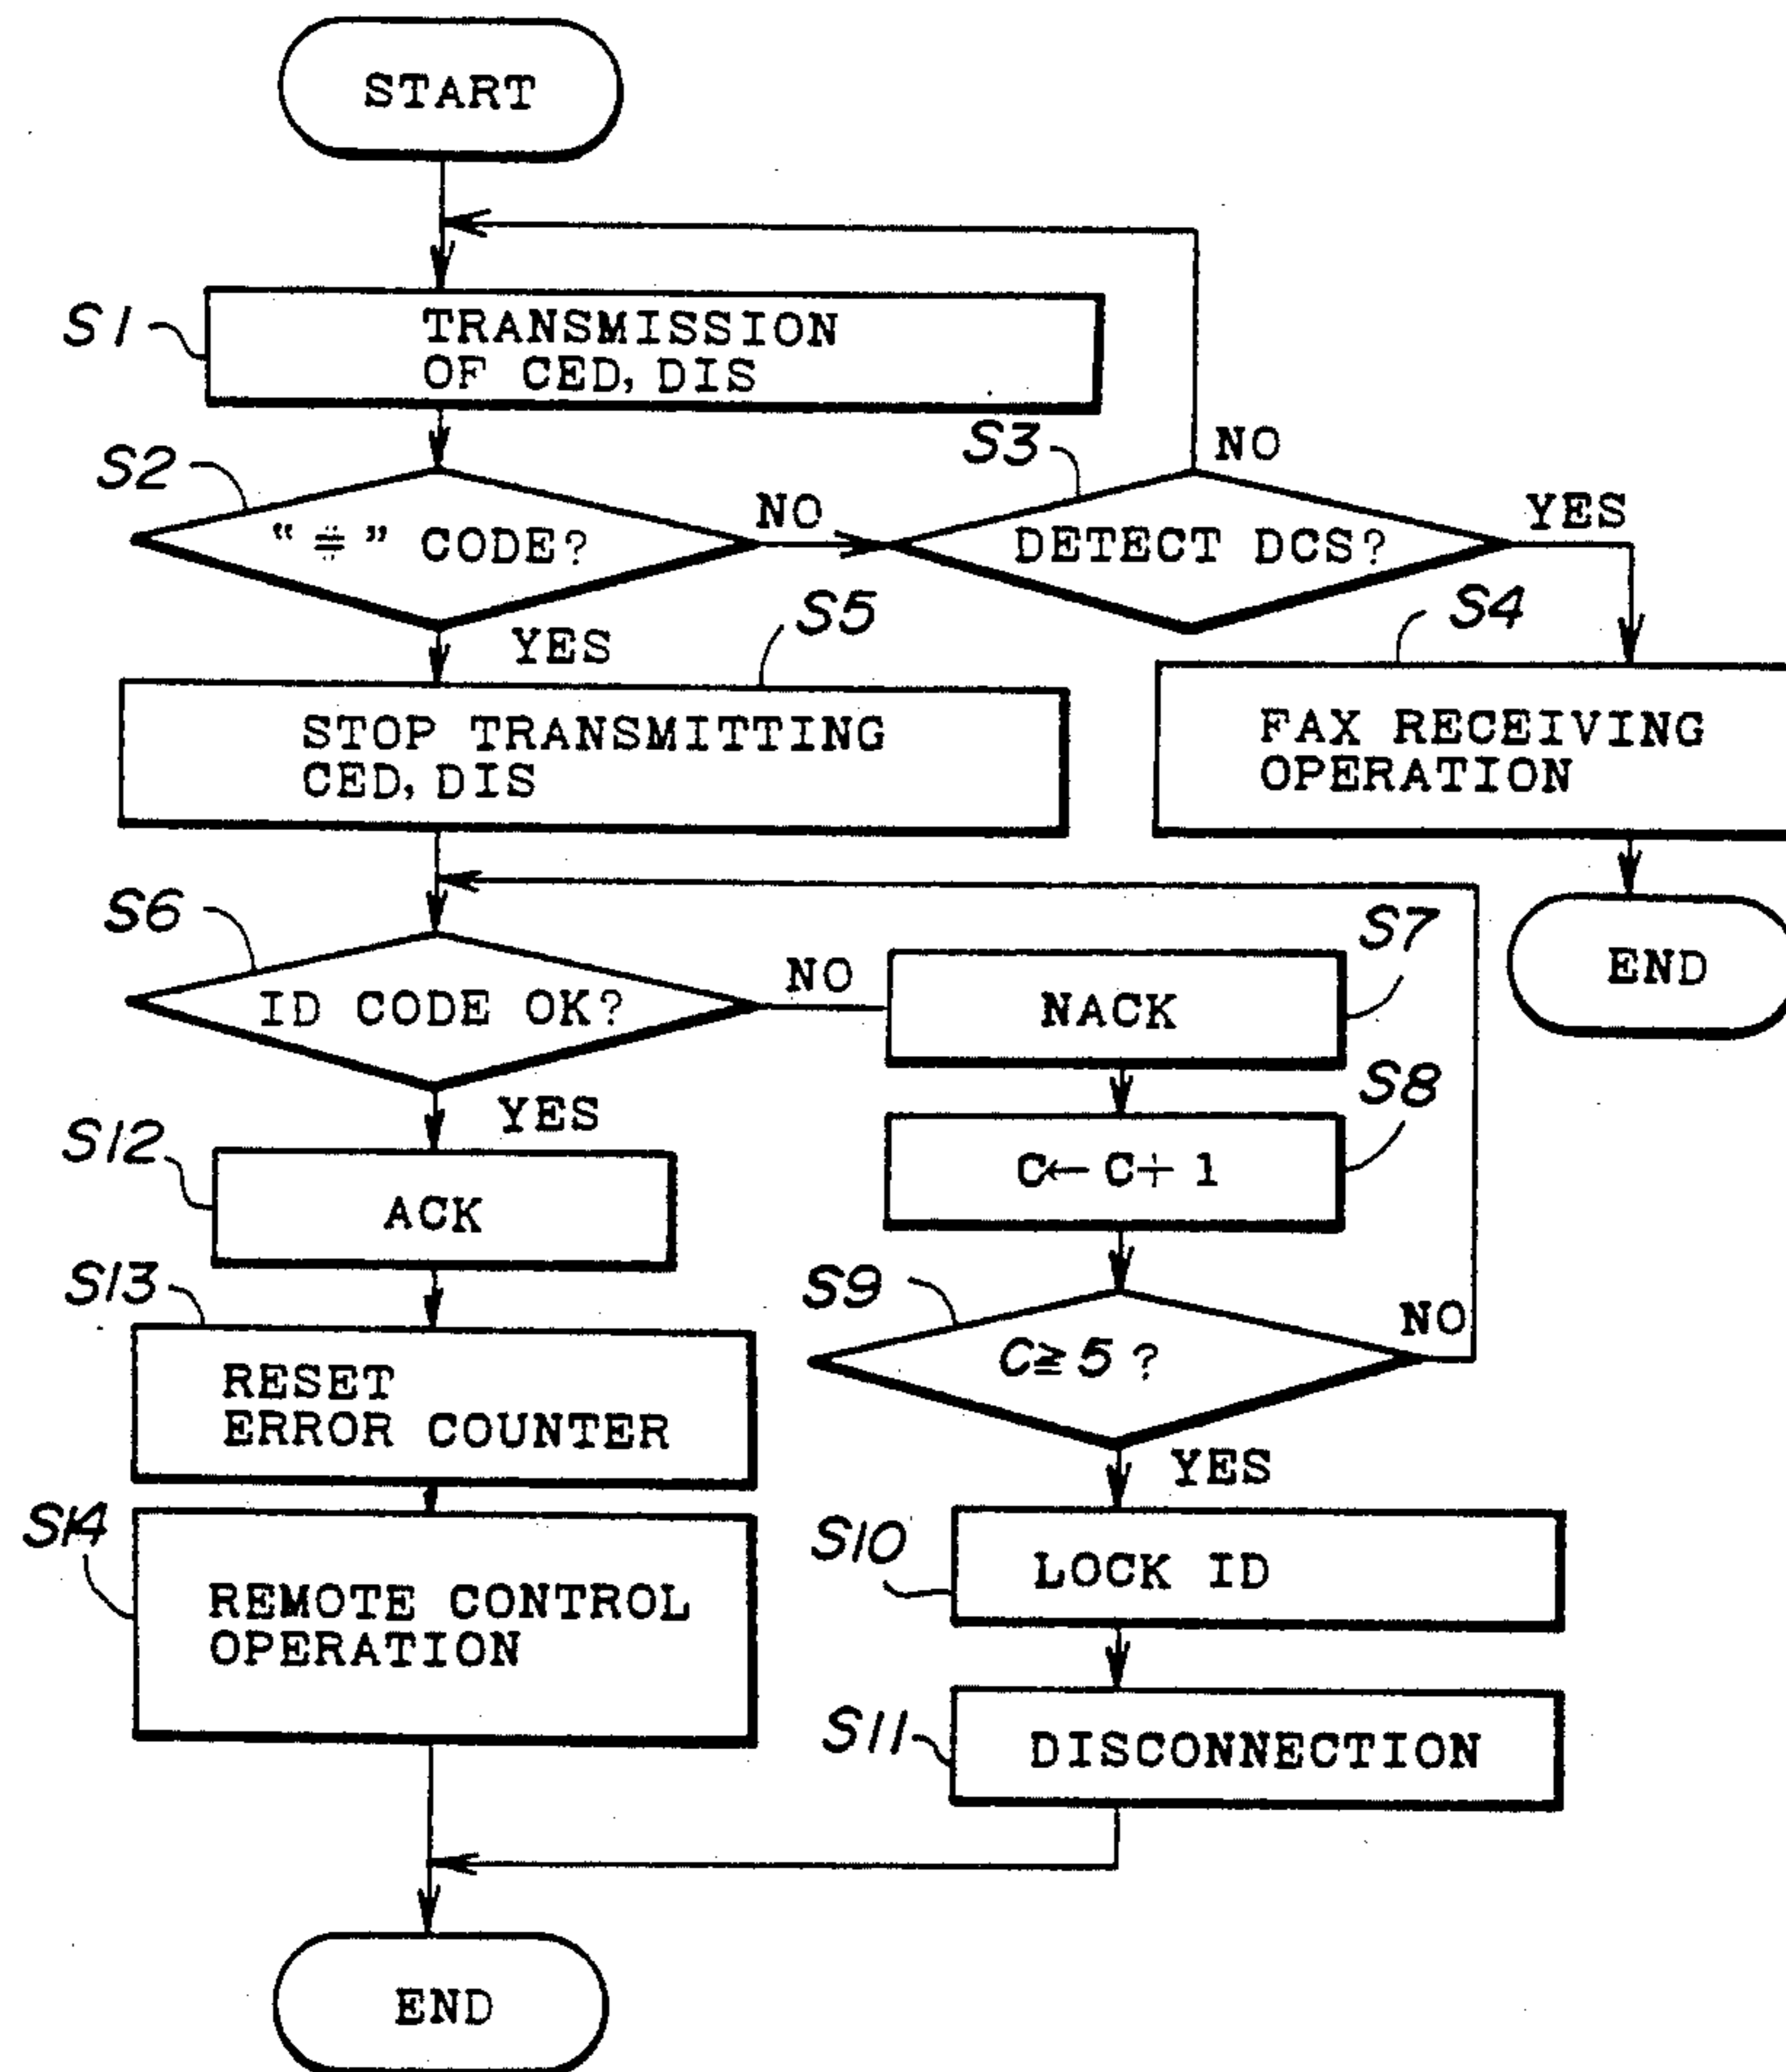 START
S1
TRANSMISSION
OF CED, DIS
S2
"#" CODE?
NO
S3
DETECT DCS?
NO
YES
S4
FAX RECEIVING
OPERATION
END
YES
S5
STOP TRANSMITTING
CED, DIS
S6
ID CODE OK?
NO
S7
NACK
S8
C←C+1
S9
C≧5?
NO
YES
S10
LOCK ID
S11
DISCONNECTION
YES
S12
ACK
S13
RESET
ERROR COUNTER
S14
REMOTE CONTROL
OPERATION
END